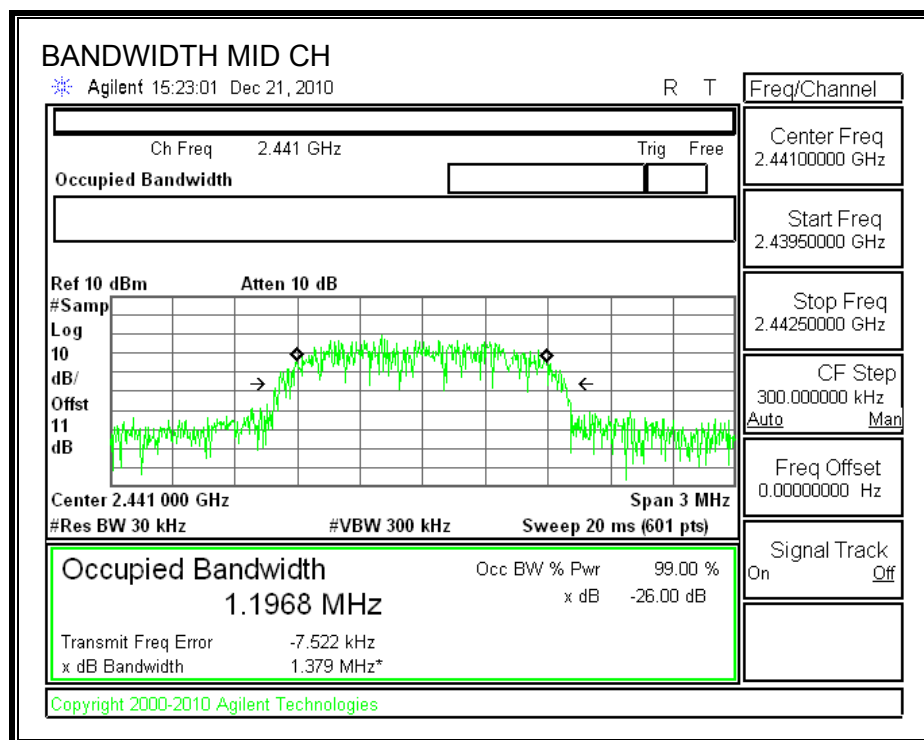 BANDWIDTH MID CH
Agilent 15:23:01 Dec 21, 2010 R T
Ch Freq 2.441 GHz Trig Free
Occupied Bandwidth
Ref 10 dBm Atten 10 dB
#Samp
Log
10
dB/
Offst
11
dB
Center 2.441 000 GHz Span 3 MHz
#Res BW 30 kHz #VBW 300 kHz Sweep 20 ms (601 pts)
Occupied Bandwidth Occ BW % Pwr 99.00 %
1.1968 MHz x dB -26.00 dB
Transmit Freq Error -7.522 kHz
x dB Bandwidth 1.379 MHz*
Copyright 2000-2010 Agilent Technologies
Freq/Channel
Center Freq
2.44100000 GHz
Start Freq
2.43950000 GHz
Stop Freq
2.44250000 GHz
CF Step
300.000000 kHz
Auto Man
Freq Offset
0.00000000 Hz
Signal Track
On Off